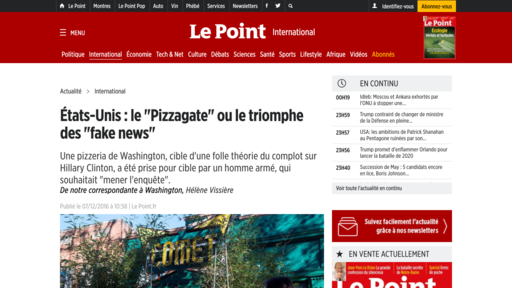 Le Point Montres Le Point Pop Auto Vin Phébé Services Newsletters
Identifiez-vous Abonnez-vous
MENU
Le Point International
Le Point
Écologie
Politique International Économie Tech & Net Culture Débats Sciences Santé Sports Lifestyle Afrique Vidéos Abonnés
Actualité > International
États-Unis : le "Pizzagate" ou le triomphe
des "fake news"
Une pizzeria de Washington, cible d'une folle théorie du complot sur
Hillary Clinton, a été prise pour cible par un homme armé, qui
souhaitait "mener l'enquête".
De notre correspondante à Washington, Hélène Vissière
Publié le 07/12/2016 à 10:58 | Le Point.fr
COMET
EN CONTINU
00H19 Idleb: Moscou et Ankara exhortés par
l'ONU à stopper une...
23H59 Trump contraint de changer de ministre
de la Défense en pleine...
23H57 USA: les ambitions de Patrick Shanahan
au Pentagone ruinées par son...
23H56 Trump promet d'enflammer Orlando pour
lancer la bataille de 2020
23H40 Succession de May : 5 candidats encore
en lice, Boris Johnson...
Voir toute l'actualité en continu
Suivez facilement l'actualité
grâce à nos newsletters
EN VENTE ACTUELLEMENT
Le Point